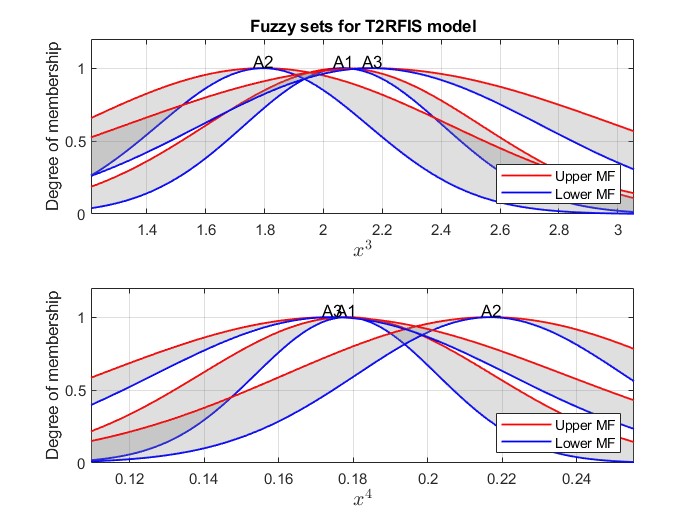 Fuzzy sets for T2RFIS model
Degree of membership
1
0.5
0
A2
A1
A3
Upper MF
Lower MF
1.4
1.6
1.8
2
2.2
2.4
2.6
2.8
3
x³
Degree of membership
1
0.5
0
A3
A1
A2
Upper MF
Lower MF
0.12
0.14
0.16
0.18
0.2
0.22
0.24
x⁴